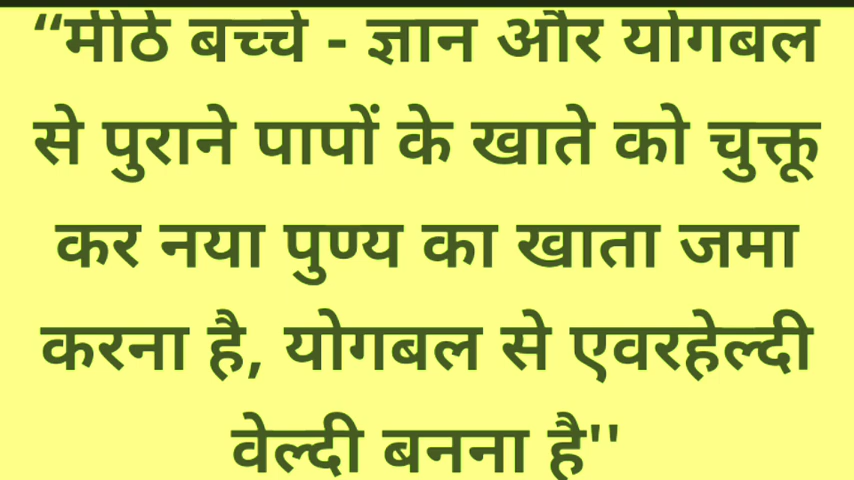 “मीठे बच्चे - ज्ञान और योगबल
से पुराने पापों के खाते को चुक्तू
कर नया पुण्य का खाता जमा
करना है, योगबल से एवरहेल्दी
वेल्दी बनना है''